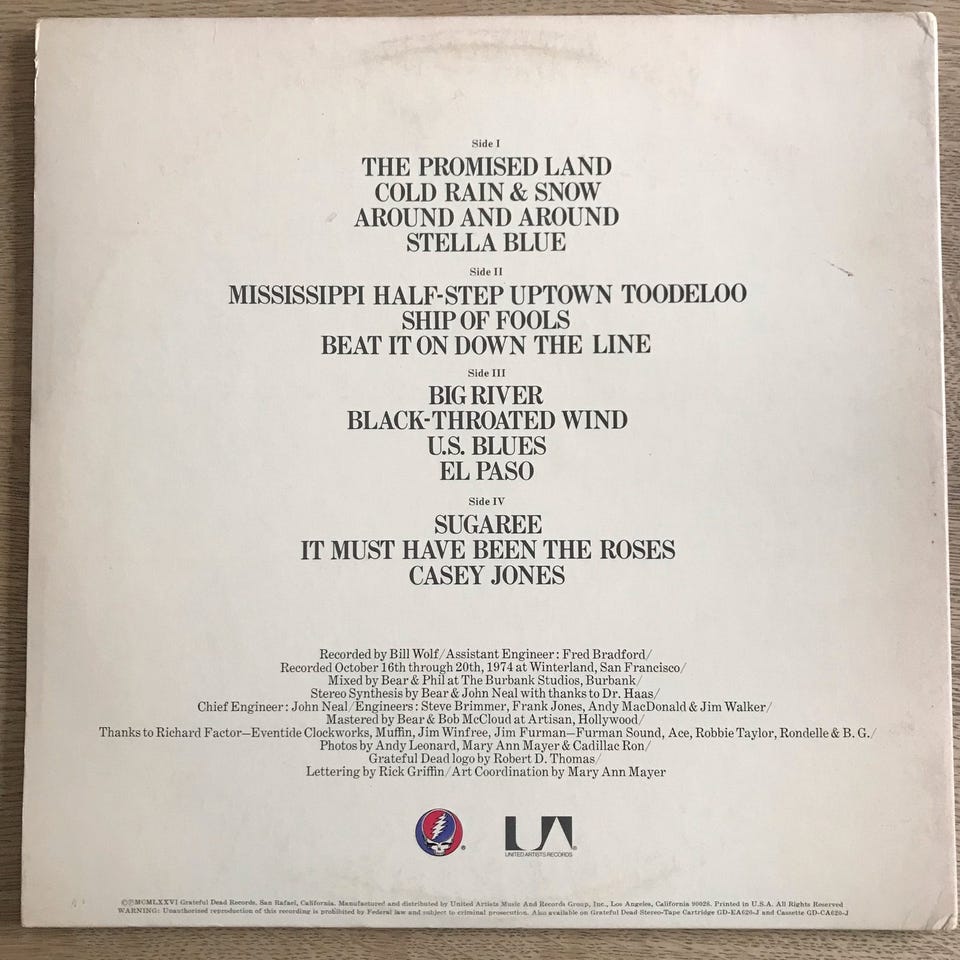 Side I
THE PROMISED LAND
COLD RAIN & SNOW
AROUND AND AROUND
STELLA BLUE
Side II
MISSISSIPPI HALF-STEP UPTOWN TOODELOO
SHIP OF FOOLS
BEAT IT ON DOWN THE LINE
Side III
BIG RIVER
BLACK-THROATED WIND
U.S. BLUES
EL PASO
Side IV
SUGAREE
IT MUST HAVE BEEN THE ROSES
CASEY JONES
Recorded by Bill Wolf/Assistant Engineer: Fred Bradford/
Recorded October 16th through 20th, 1974 at Winterland, San Francisco/
Mixed by Bear & Phil at The Burbank Studios, Burbank/
Stereo Synthesis by Bear & John Neal with thanks to Dr. Haas/
Chief Engineer: John Neal/Engineers: Steve Brimmer, Frank Jones, Andy MacDonald & Jim Walker/
Mastered by Bear & Bob McCloud at Artisan, Hollywood/
Thanks to Richard Factor—Eventide Clockworks, Muffin, Jim Winfree, Jim Furman—Furman Sound, Ace, Robbie Taylor, Rondelle & B. G./
Photos by Andy Leonard, Mary Ann Mayer & Cadillac Ron/
Grateful Dead logo by Robert D. Thomas/
Lettering by Rick Griffin/Art Coordination by Mary Ann Mayer
®
UA®
UNITED ARTISTS RECORDS
©℗MCMLXXVI Grateful Dead Records, San Rafael, California. Manufactured and distributed by United Artists Music And Records Group, Inc., Los Angeles, California 90028. Printed in U.S.A. All Rights Reserved
WARNING: Unauthorized reproduction of this recording is prohibited by Federal law and subject to criminal prosecution. Also available on Grateful Dead Stereo-Tape Cartridge GD-EA620-J and Cassette GD-CA620-J